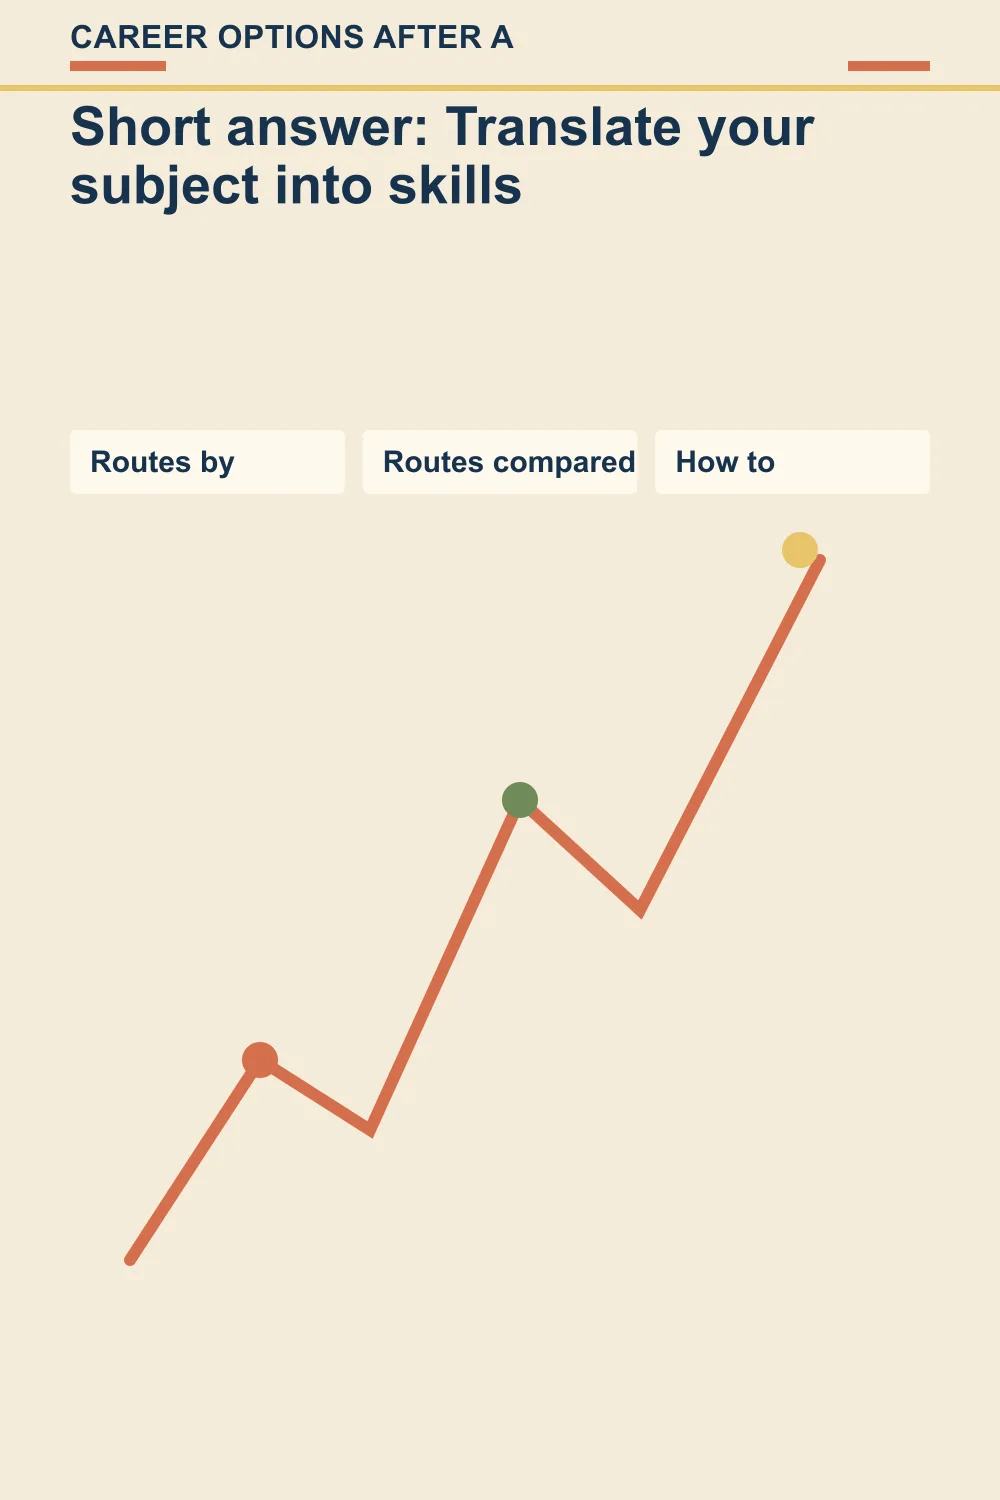 CAREER OPTIONS AFTER A
Short answer: Translate your
subject into skills
Routes by
Routes compared
How to